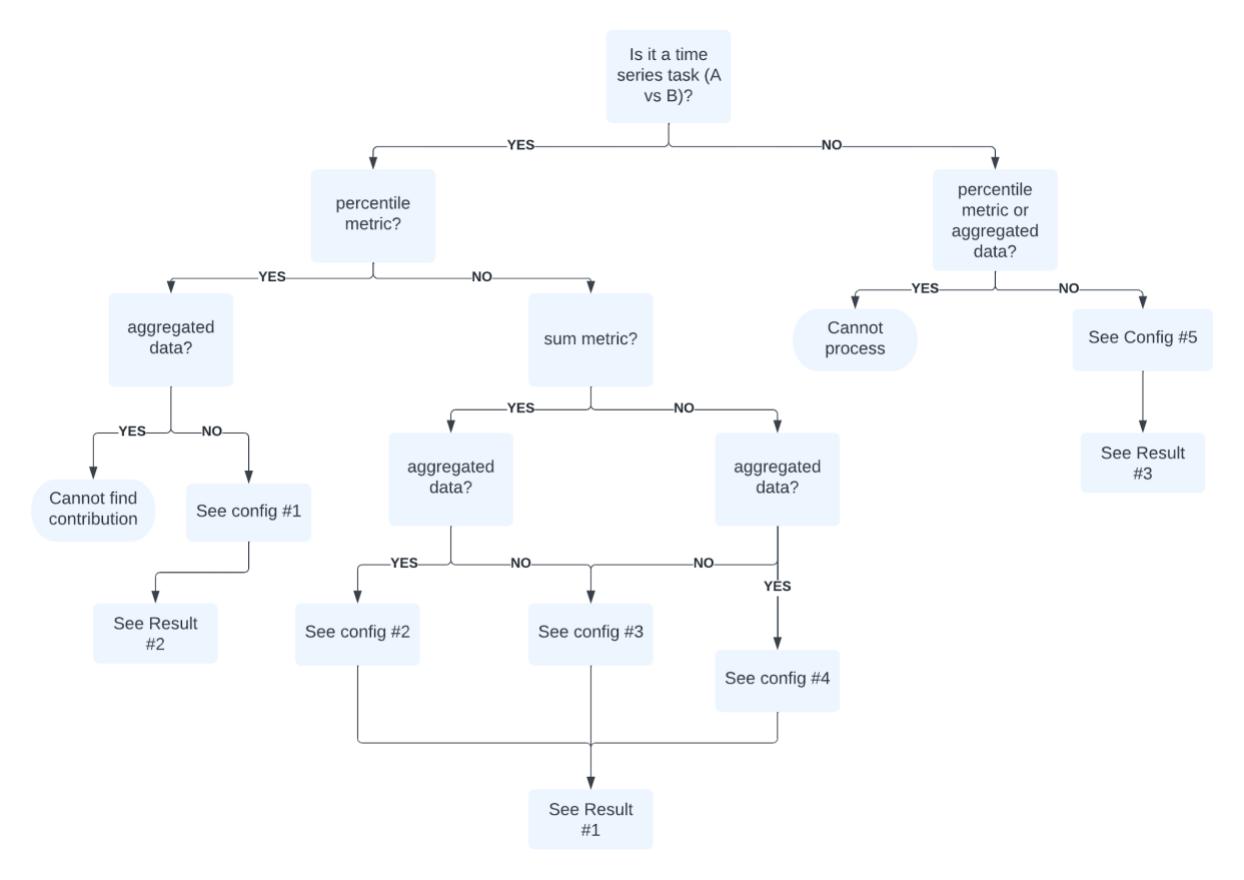 Is it a time
series task (A
vs B)?
YES
NO
percentile
metric?
percentile
metric or
aggregated
data?
YES
NO
YES
NO
aggregated
data?
sum metric?
Cannot
process
See Config #5
YES
NO
YES
NO
aggregated
data?
aggregated
data?
See Result
#3
Cannot find
contribution
See config #1
YES
NO
NO
YES
See Result
#2
See config #2
See config #3
See config #4
See Result
#1